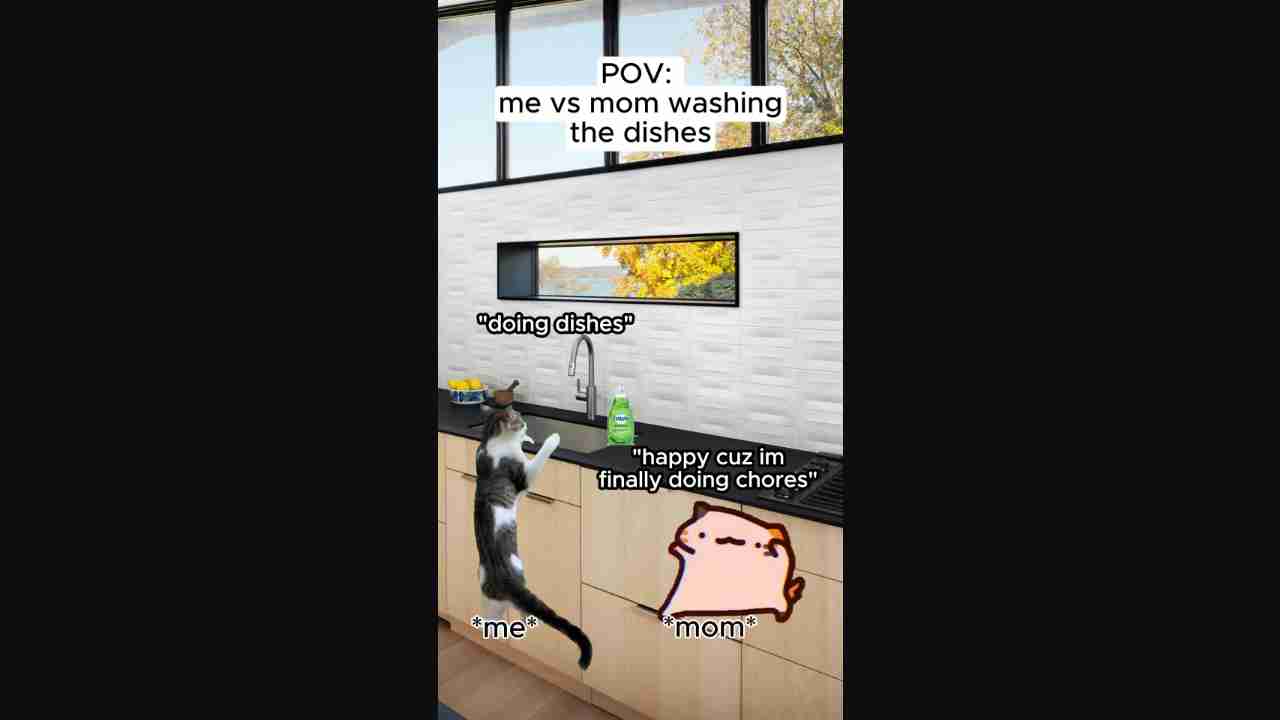 POV:
me vs mom washing
the dishes
"doing dishes"
"happy cuz im
finally doing chores"
*me*
*mom*